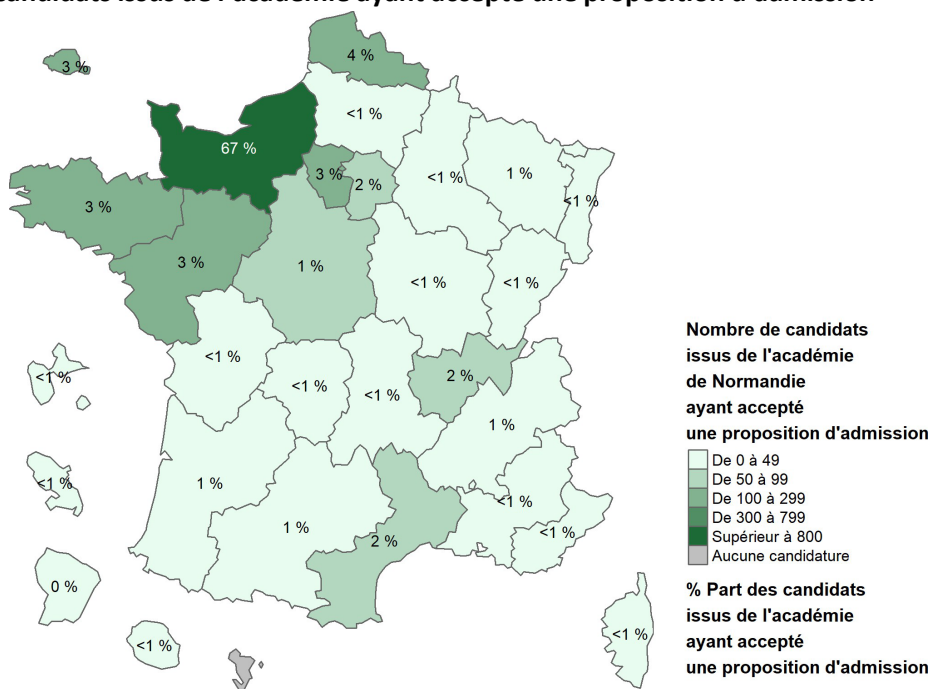 candidats issus de l'académie ayant accepté une proposition d'admission
4 %
3 %
<1 %
67 %
3 %
2 %
<1 %
1 %
<1 %
3 %
3 %
1 %
<1 %
<1 %
<1 %
<1 %
<1 %
<1 %
2 %
1 %
<1 %
1 %
<1 %
1 %
2 %
<1 %
0 %
<1 %
<1 %
Nombre de candidats
issus de l'académie
de Normandie
ayant accepté
une proposition d'admission
De 0 à 49
De 50 à 99
De 100 à 299
De 300 à 799
Supérieur à 800
Aucune candidature
% Part des candidats
issus de l'académie
ayant accepté
une proposition d'admission